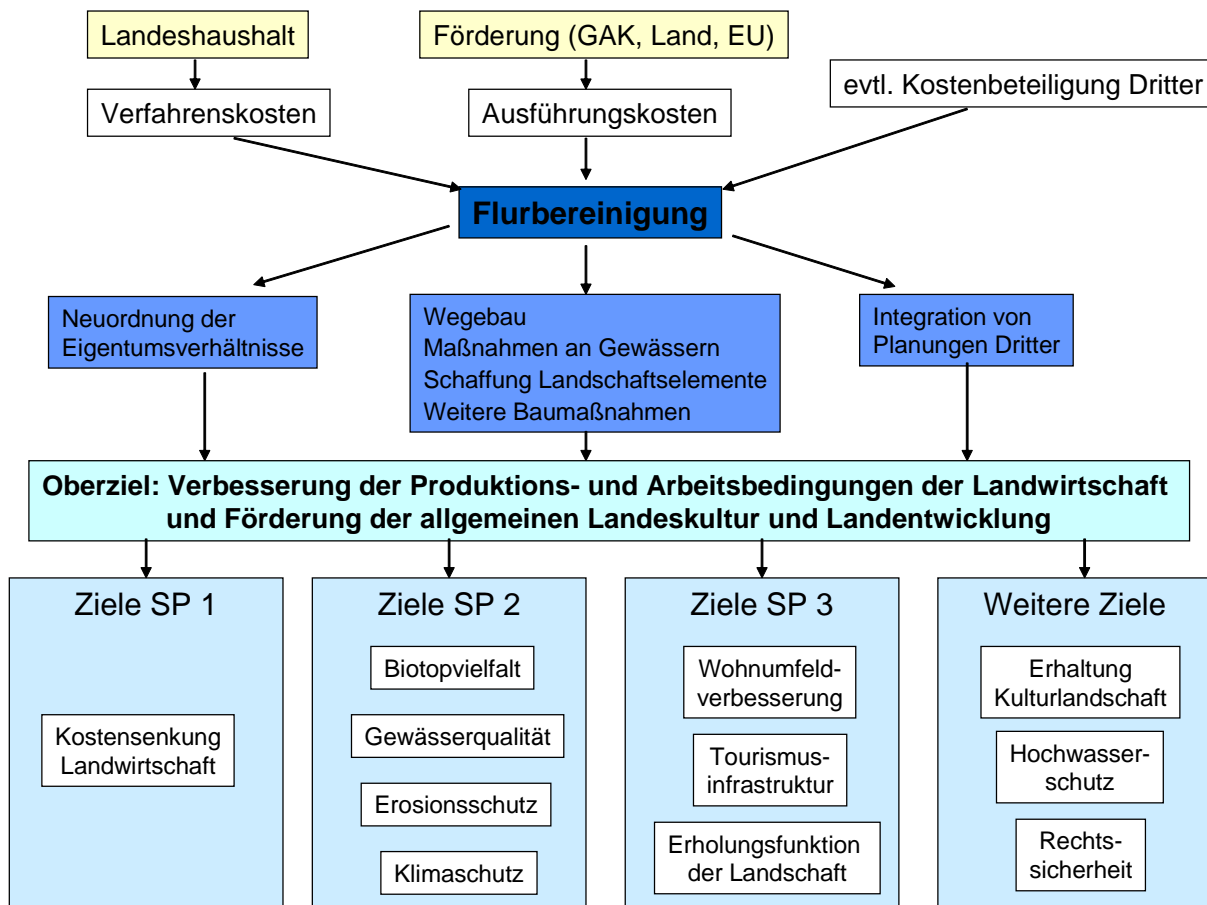 Landeshaushalt
Förderung (GAK, Land, EU)
evtl. Kostenbeteiligung Dritter
Verfahrenskosten
Ausführungskosten
Flurbereinigung
Neuordnung der
Eigentumsverhältnisse
Wegebau
Maßnahmen an Gewässern
Schaffung Landschaftselemente
Weitere Baumaßnahmen
Integration von
Planungen Dritter
Oberziel: Verbesserung der Produktions- und Arbeitsbedingungen der Landwirtschaft
und Förderung der allgemeinen Landeskultur und Landentwicklung
Ziele SP 1
Kostensenkung
Landwirtschaft
Ziele SP 2
Biotopvielfalt
Gewässerqualität
Erosionsschutz
Klimaschutz
Ziele SP 3
Wohnumfeld-
verbesserung
Tourismus-
infrastruktur
Erholungsfunktion
der Landschaft
Weitere Ziele
Erhaltung
Kulturlandschaft
Hochwasser-
schutz
Rechts-
sicherheit